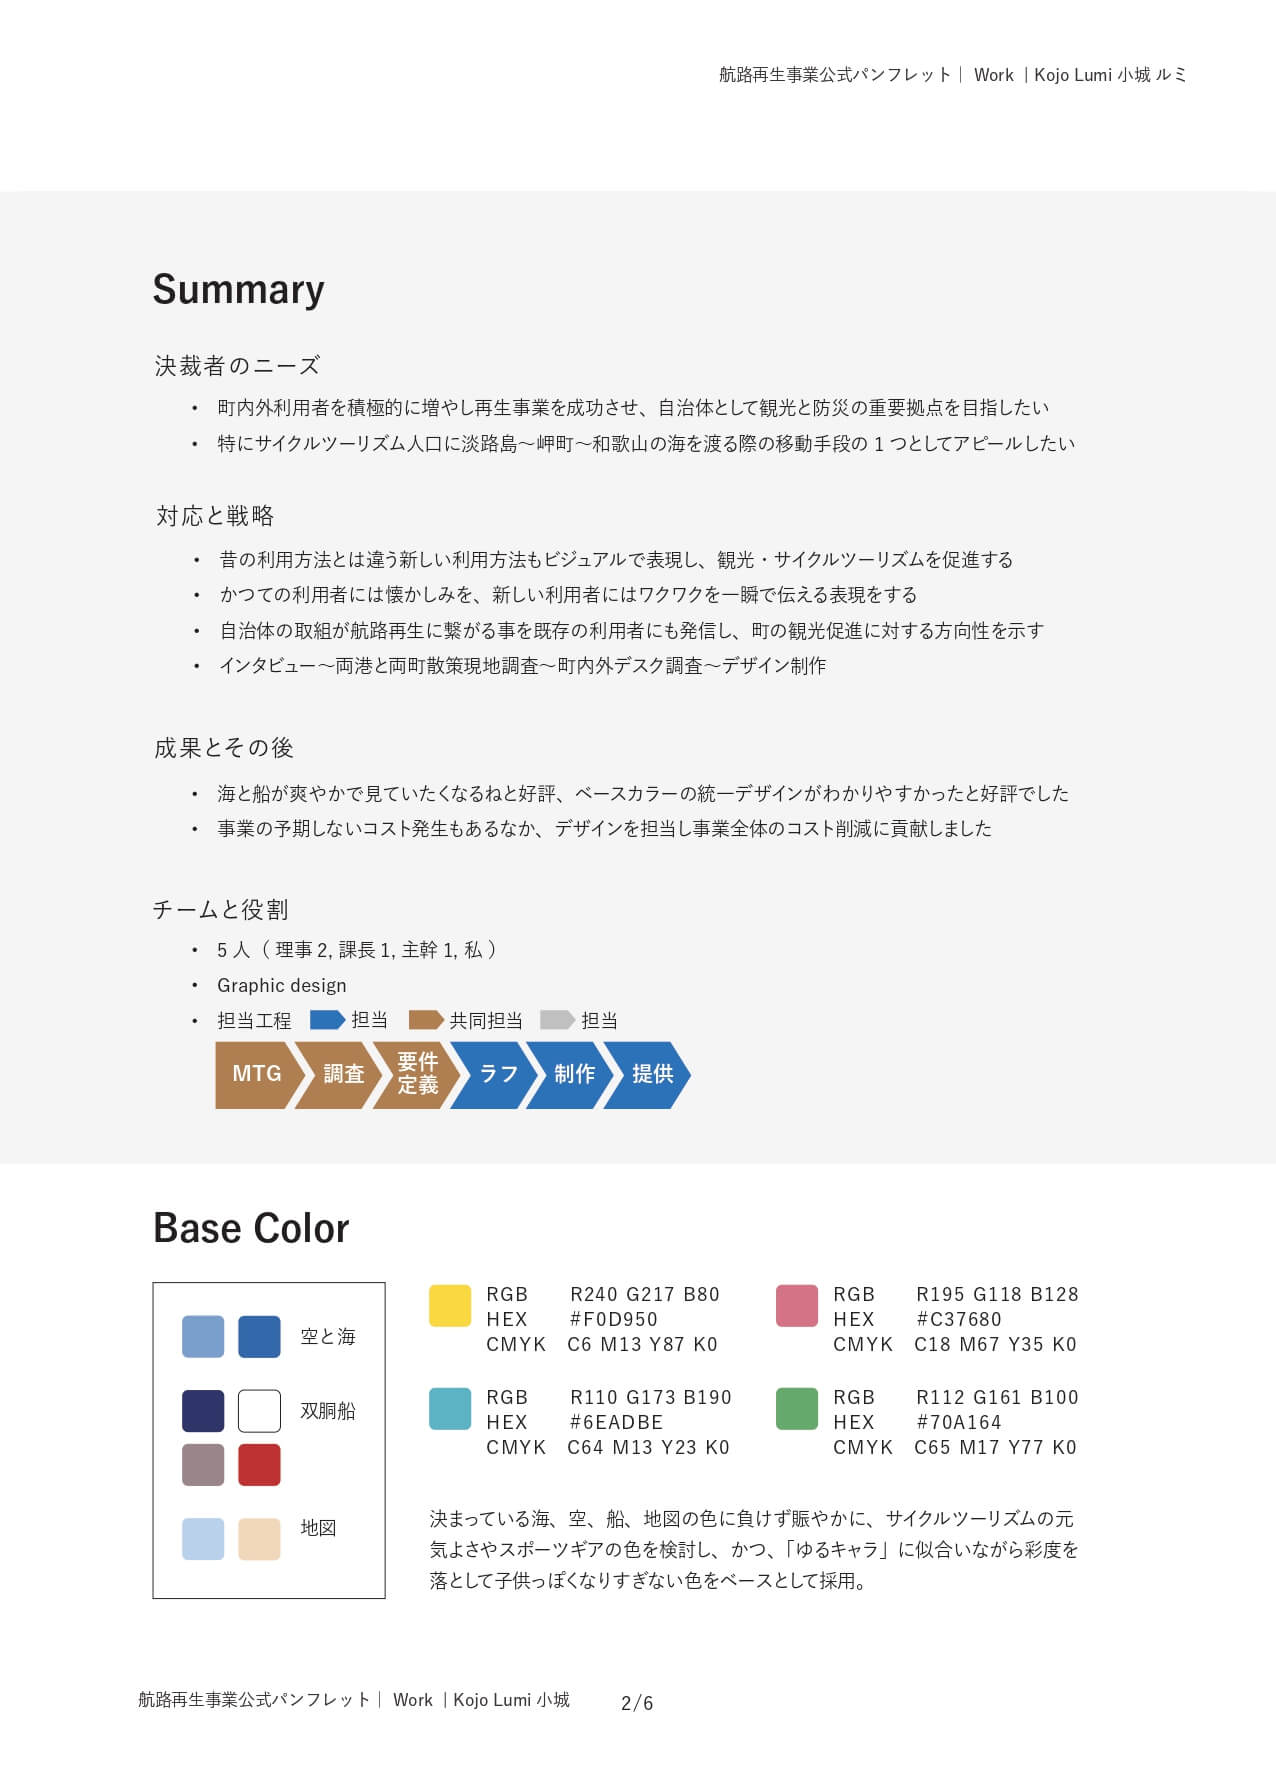 航路再生事業公式パンフレット｜ Work ｜Kojo Lumi 小城 ルミ
Summary
決裁者のニーズ
・ 町内外利用者を積極的に増やし再生事業を成功させ、自治体として観光と防災の重要拠点を目指したい
・ 特にサイクルツーリズム人口に淡路島～岬町～和歌山の海を渡る際の移動手段の 1 つとしてアピールしたい
対応と戦略
・ 昔の利用方法とは違う新しい利用方法もビジュアルで表現し、観光・サイクルツーリズムを促進する
・ かつての利用者には懐かしみを、新しい利用者にはワクワクを一瞬で伝える表現をする
・ 自治体の取組が航路再生に繋がる事を既存の利用者にも発信し、町の観光促進に対する方向性を示す
・ インタビュー～両港と両町散策現地調査～町内外デスク調査～デザイン制作
成果とその後
・ 海と船が爽やかで見ていたくなるねと好評、ベースカラーの統一デザインがわかりやすかったと好評でした
・ 事業の予期しないコスト発生もあるなか、デザインを担当し事業全体のコスト削減に貢献しました
チームと役割
・ 5 人（ 理事 2, 課長 1, 主幹 1, 私 ）
・ Graphic design
・ 担当工程 担当 共同担当 担当
MTG 調査 要件定義 ラフ 制作 提供
Base Color
空と海
双胴船
地図
RGB R240 G217 B80
HEX #F0D950
CMYK C6 M13 Y87 K0
RGB R195 G118 B128
HEX #C37680
CMYK C18 M67 Y35 K0
RGB R110 G173 B190
HEX #6EADBE
CMYK C64 M13 Y23 K0
RGB R112 G161 B100
HEX #70A164
CMYK C65 M17 Y77 K0
決まっている海、空、船、地図の色に負けず賑やかに、サイクルツーリズムの元
気よさやスポーツギアの色を検討し、かつ、「ゆるキャラ」に似合いながら彩度を
落として子供っぽくなりすぎない色をベースとして採用。
航路再生事業公式パンフレット｜ Work ｜Kojo Lumi 小城 2/6